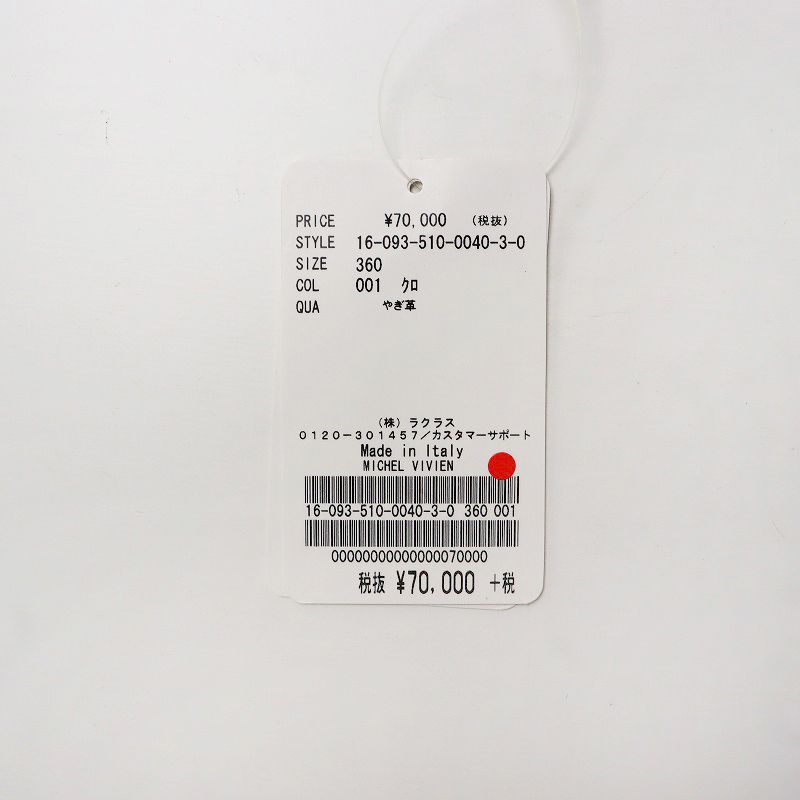 PRICE ¥70,000 (税抜)
STYLE 16-093-510-0040-3-0
SIZE 360
COL 001 クロ
QUA やぎ革
(株)ラクラス
0120-301457/カスタマーサポート
Made in Italy
MICHEL VIVIEN
16-093-510-0040-3-0 360 001
00000000000000070000
税抜 ¥70,000 +税